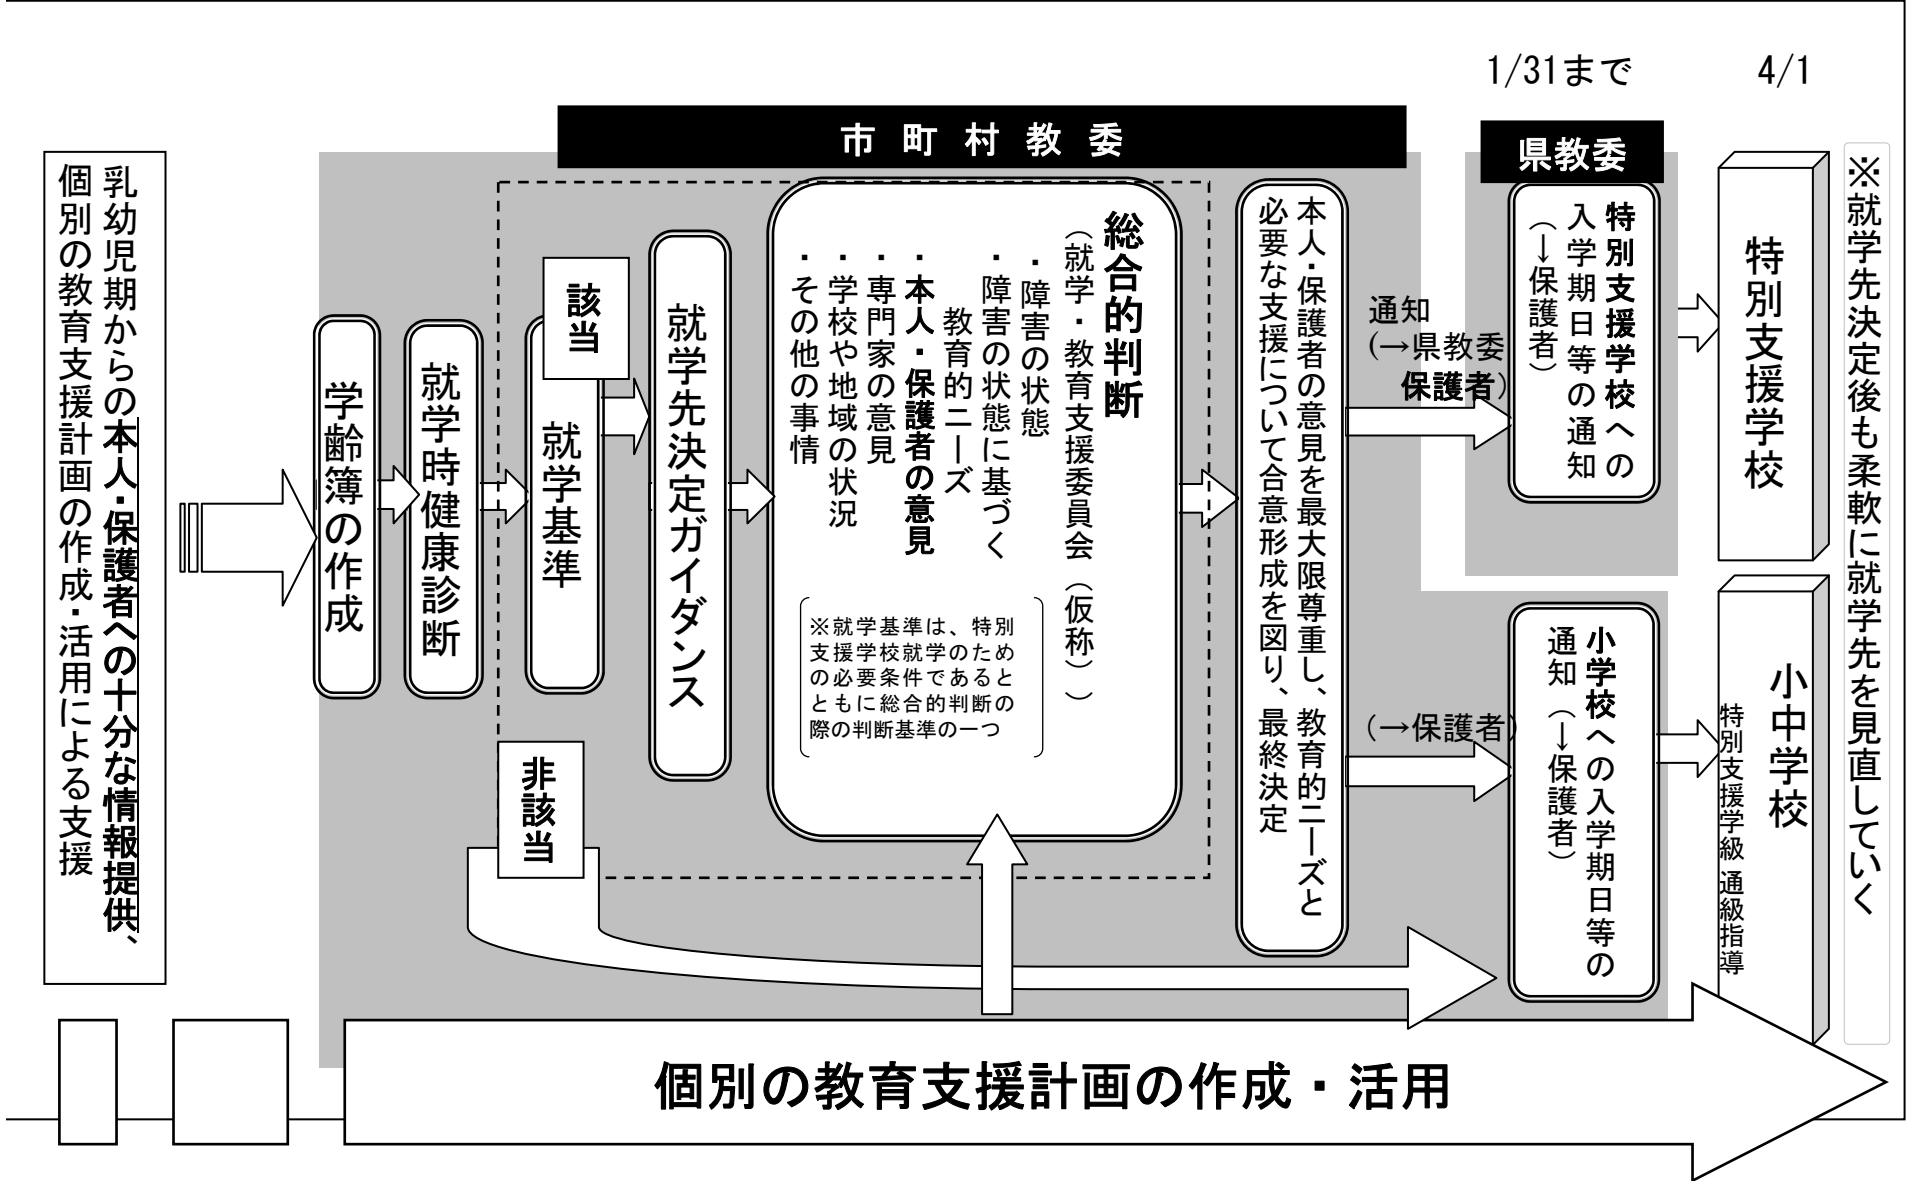 1/31まで
4/1
市町村教委
県教委
乳幼児期からの本人・保護者への十分な情報提供、
個別の教育支援計画の作成・活用による支援
学齢簿の作成
就学時健康診断
就学基準
該当
非該当
就学先決定ガイダンス
総合的判断
（就学・教育支援委員会（仮称））
・障害の状態
・障害の状態に基づく
教育的ニーズ
・本人・保護者の意見
・専門家の意見
・学校や地域の状況
・その他の事情
※就学基準は、特別
支援学校就学のため
の必要条件であると
ともに総合的判断の
際の判断基準の一つ
本人・保護者の意見を最大限尊重し、教育的ニーズと
必要な支援について合意形成を図り、最終決定
通知
(→県教委
保護者)
(→保護者)
特別支援学校への
入学期日等の通知
（→保護者）
小学校への入学期日等の
通知（→保護者）
特別支援学校
小中学校
特別支援学級 通級指導
※就学先決定後も柔軟に就学先を見直していく
個別の教育支援計画の作成・活用